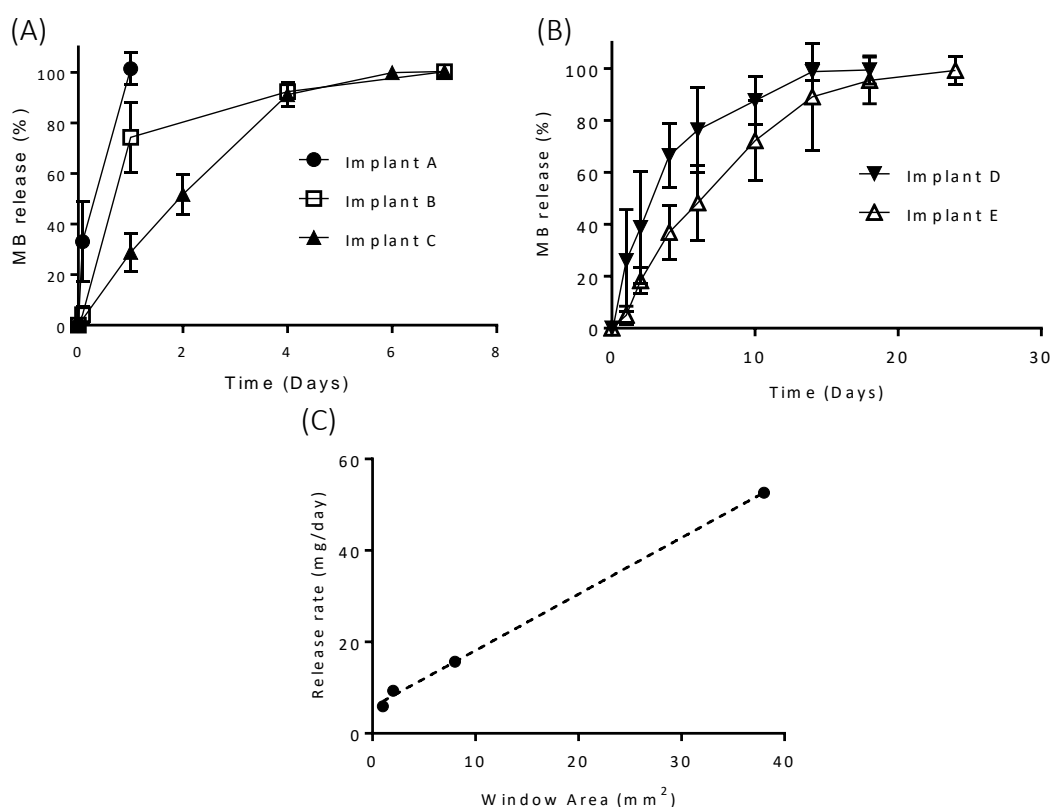 (A)
MB release (%)
100
80
60
40
20
0
0 2 4 6 8
Time (Days)
Implant A
Implant B
Implant C
(B)
MB release (%)
100
80
60
40
20
0
0 10 20 30
Time (Days)
Implant D
Implant E
(C)
Release rate (mg/day)
60
40
20
0
0 10 20 30 40
Window Area (mm²)